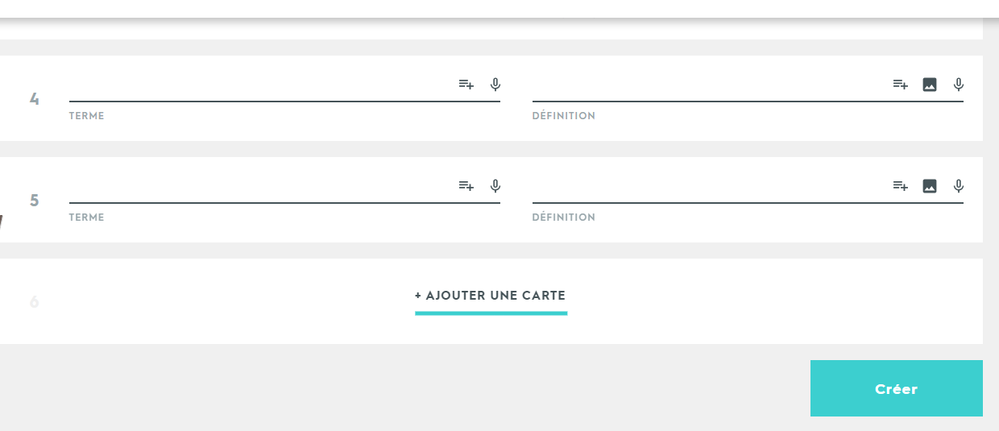 4
TERME
DÉFINITION
5
TERME
DÉFINITION
6
+ AJOUTER UNE CARTE
Créer